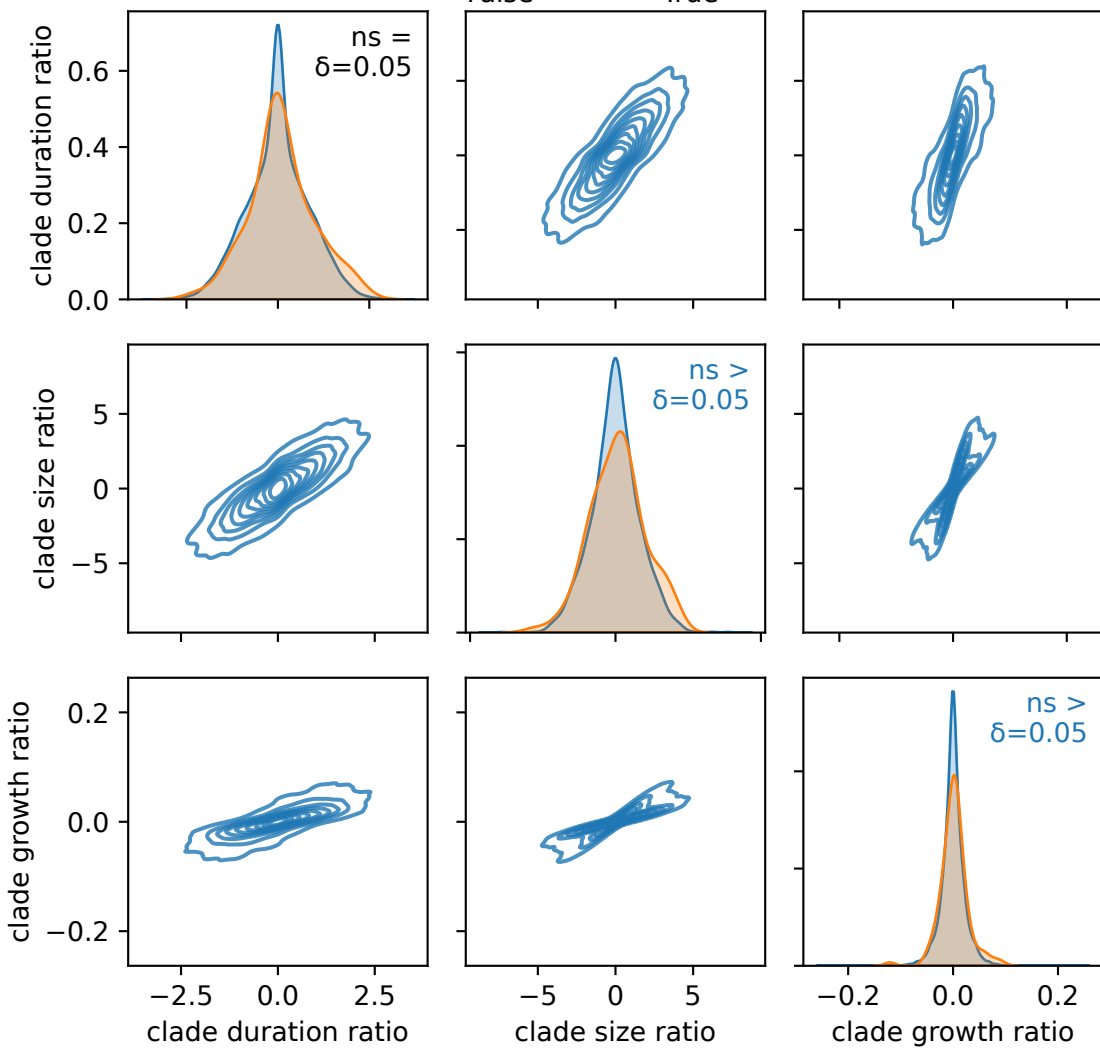 True
clade duration ratio
0.6
0.4
0.2
0.0
ns =
δ=0.05
clade size ratio
5
0
−5
ns >
δ=0.05
clade growth ratio
0.2
0.0
−0.2
ns >
δ=0.05
−2.5 0.0 2.5
−5 0 5
−0.2 0.0 0.2
clade duration ratio
clade size ratio
clade growth ratio